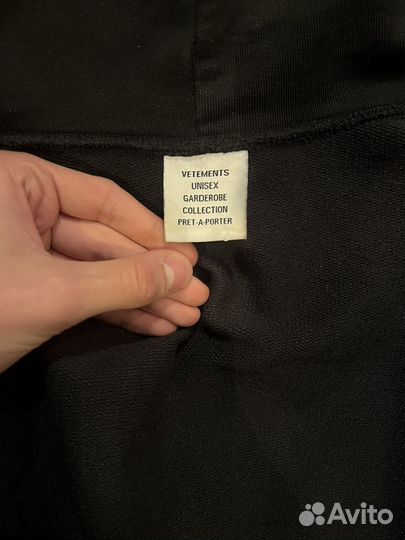 VETEMENTS
UNISEX
GARDEROBE
COLLECTION
PRET-A-PORTER
Avito